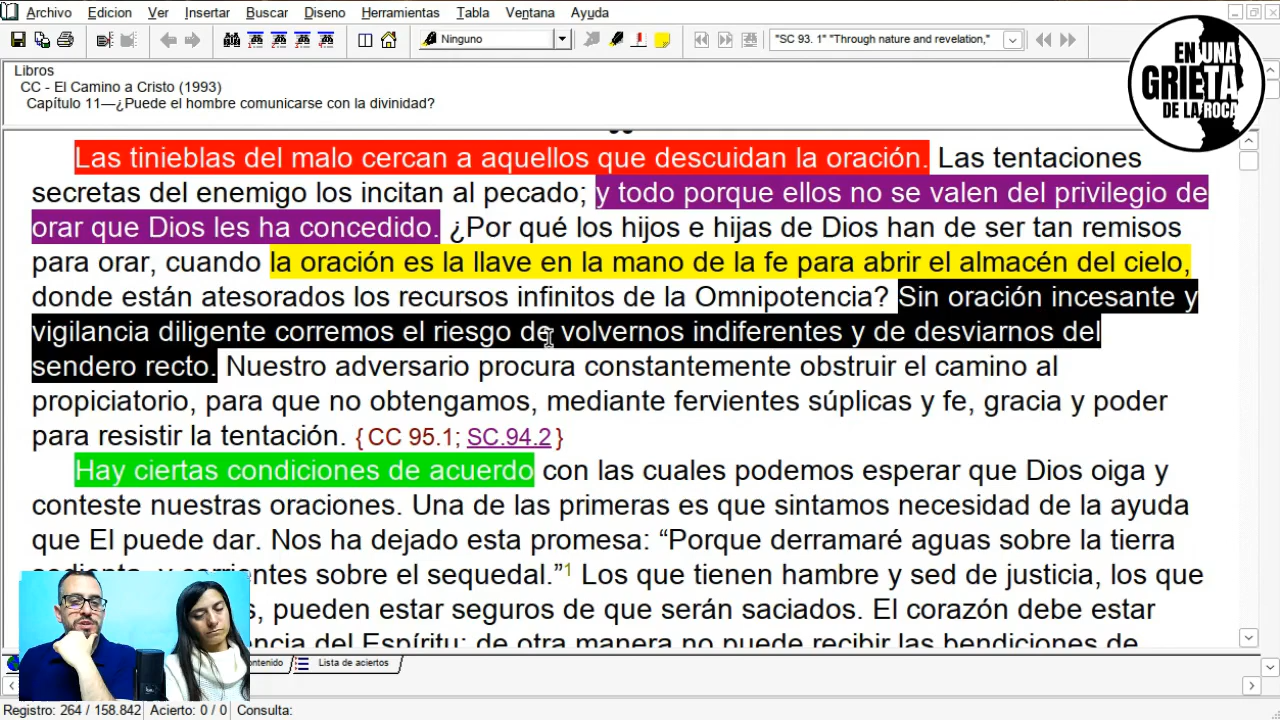 Archivo Edicion Ver Insertar Buscar Diseño Herramientas Tabla Ventana Ayuda
Ninguno "SC 93. 1" "Through nature and revelation,"
EN UNA
GRIETA
DE LA ROCA
Libros
CC - El Camino a Cristo (1993)
Capítulo 11—¿Puede el hombre comunicarse con la divinidad?
Las tinieblas del malo cercan a aquellos que descuidan la oración. Las tentaciones
secretas del enemigo los incitan al pecado; y todo porque ellos no se valen del privilegio de
orar que Dios les ha concedido. ¿Por qué los hijos e hijas de Dios han de ser tan remisos
para orar, cuando la oración es la llave en la mano de la fe para abrir el almacén del cielo,
donde están atesorados los recursos infinitos de la Omnipotencia? Sin oración incesante y
vigilancia diligente corremos el riesgo de volvernos indiferentes y de desviarnos del
sendero recto. Nuestro adversario procura constantemente obstruir el camino al
propiciatorio, para que no obtengamos, mediante fervientes súplicas y fe, gracia y poder
para resistir la tentación. {CC 95.1; SC.94.2}
Hay ciertas condiciones de acuerdo con las cuales podemos esperar que Dios oiga y
conteste nuestras oraciones. Una de las primeras es que sintamos necesidad de la ayuda
que El puede dar. Nos ha dejado esta promesa: “Porque derramaré aguas sobre la tierra
sobre el sequedal.”1 Los que tienen hambre y sed de justicia, los que
pueden estar seguros de que serán saciados. El corazón debe estar
del Espíritu; de otra manera no puede recibir las bendiciones de
Lista de aciertos
Registro: 264 / 158.842 Acierto: 0 / 0 Consulta: